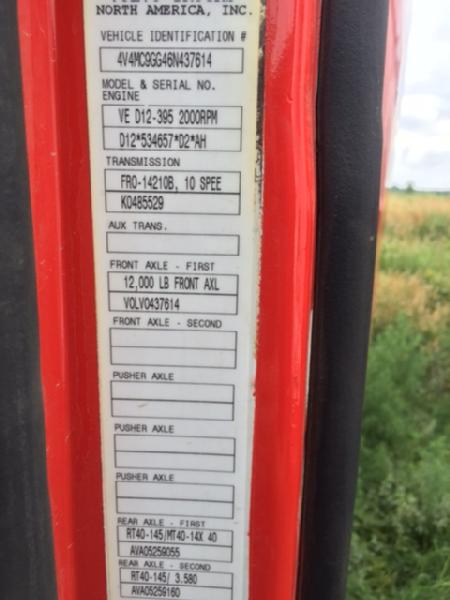 NORTH AMERICA, INC.
VEHICLE IDENTIFICATION #
4V4MC9GG46N437614
MODEL & SERIAL NO.
ENGINE
VE D12-395 2000RPM
D12*534657*D2*AH
TRANSMISSION
FRO-14210B, 10 SPEE
K0485529
AUX TRANS.
FRONT AXLE - FIRST
12,000 LB FRONT AXL
VOLVO437614
FRONT AXLE - SECOND
PUSHER AXLE
PUSHER AXLE
PUSHER AXLE
REAR AXLE - FIRST
RT40-145/MT40-14X 40
AVA05259055
REAR AXLE - SECOND
RT40-145/ 3.580
AVA05259160